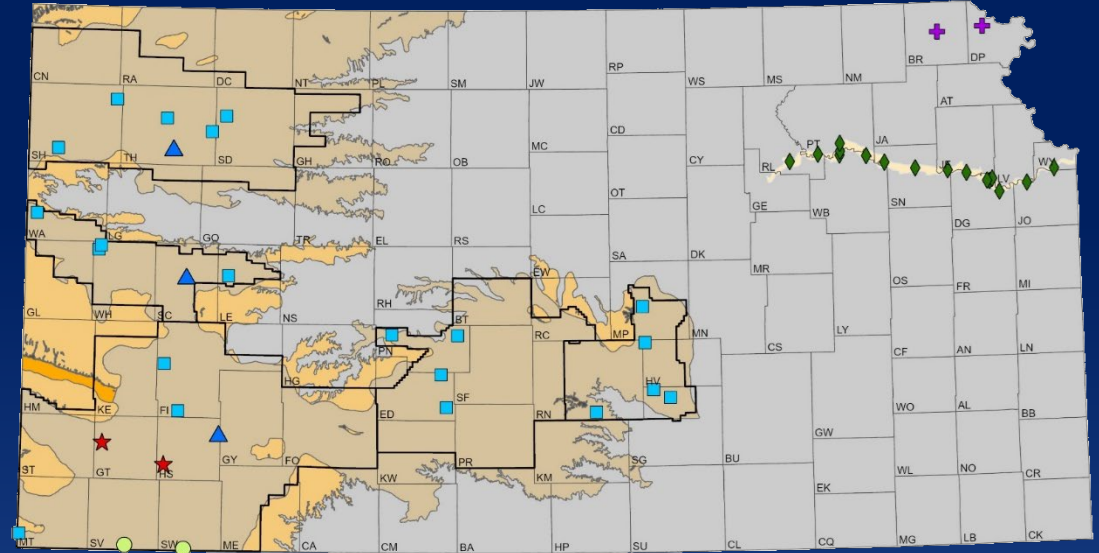 CN RA DC NT PL SM JW RP WS MS NM BR DP
SH TH SD GH RO OB MC CD CY RL PT JA AT
JF LV WY
WA LG GO TR EL RS LC OT SA DK GE WB SN DG JO
GL WH SC LE NS RH BT EW MP MN MR OS FR MI
RC CS LY
HM KE FI HG PN ED SF RN HV CF AN LN
WO AL BB
ST GT HS GY FO KW PR KM SG BU GW WL NO CR
EK
MT SV SW ME CA CM BA HP SU CL CQ MG LB CK